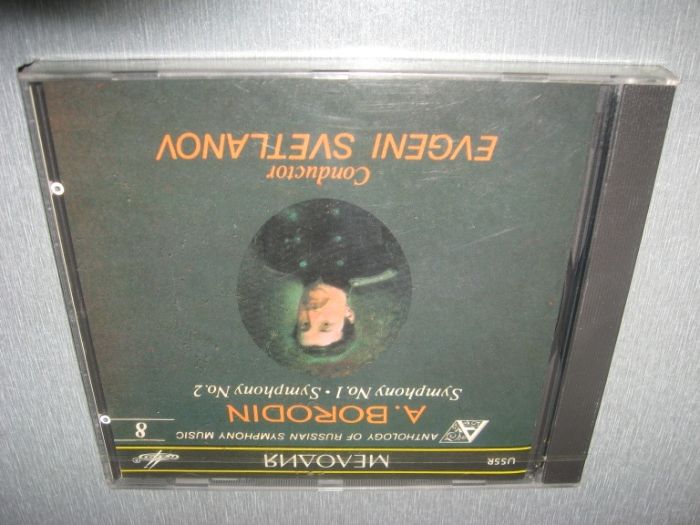 USSR МЕЛОДИЯ
ANTHOLOGY OF RUSSIAN SYMPHONY MUSIC 8
A. BORODIN
Symphony No.1 • Symphony No.2
Conductor
EVGENI SVETLANOV